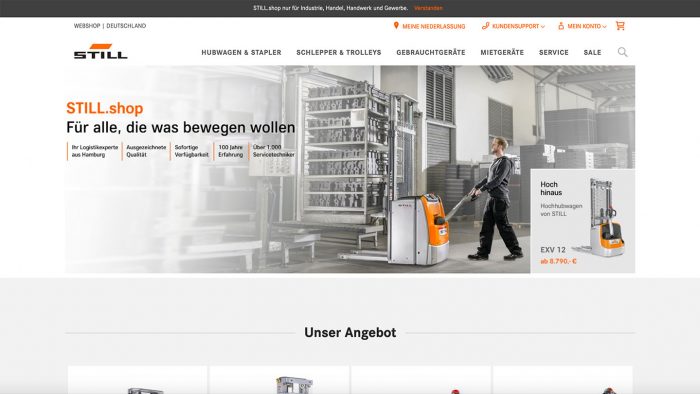 STILL.shop nur für Industrie, Handel, Handwerk und Gewerbe. Verstanden
WEBSHOP | DEUTSCHLAND
MEINE NIEDERLASSUNG
KUNDENSUPPORT
MEIN KONTO
STILL
HUBWAGEN & STAPLER
SCHLEPPER & TROLLEYS
GEBRAUCHTGERÄTE
MIETGERÄTE
SERVICE
SALE
STILL.shop
Für alle, die was bewegen wollen
Ihr Logistikexperte
aus Hamburg
Ausgezeichnete
Qualität
Sofortige
Verfügbarkeit
100 Jahre
Erfahrung
Über 1.000
Servicetechniker
STILL
Hoch
hinaus
Hochhubwagen
von STILL
EXV 12
ab 8.790,- €
Unser Angebot